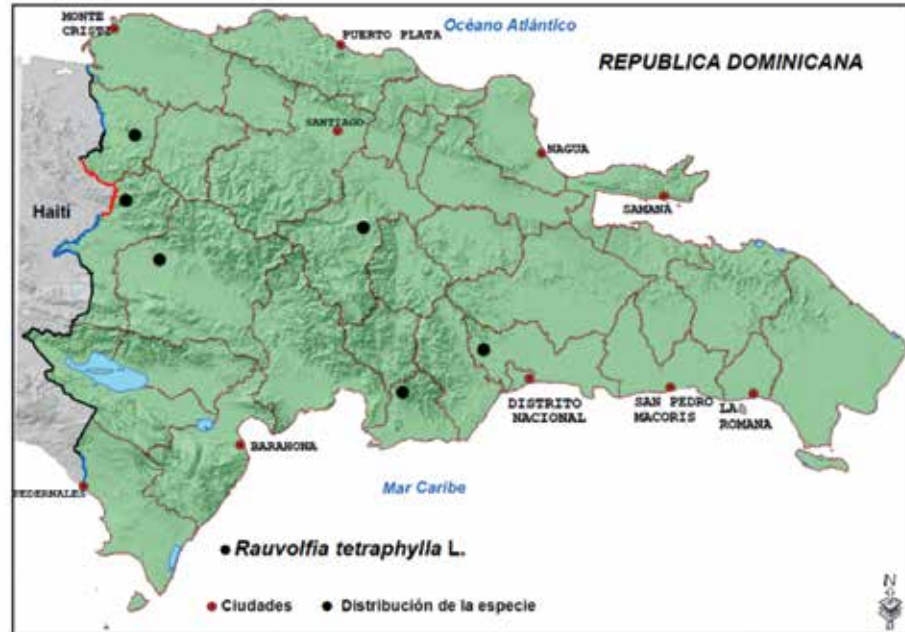 MONTE
CRISTI
Océano Atlántico
PUERTO PLATA
REPUBLICA DOMINICANA
SANTIAGO
NAGUA
Haití
SAMANÁ
DISTRITO
NACIONAL
SAN PEDRO
MACORIS
LA
ROMANA
BARAHONA
Mar Caribe
PEDERNALES
Rauvolfia tetraphylla L.
Ciudades
Distribución de la especie
N